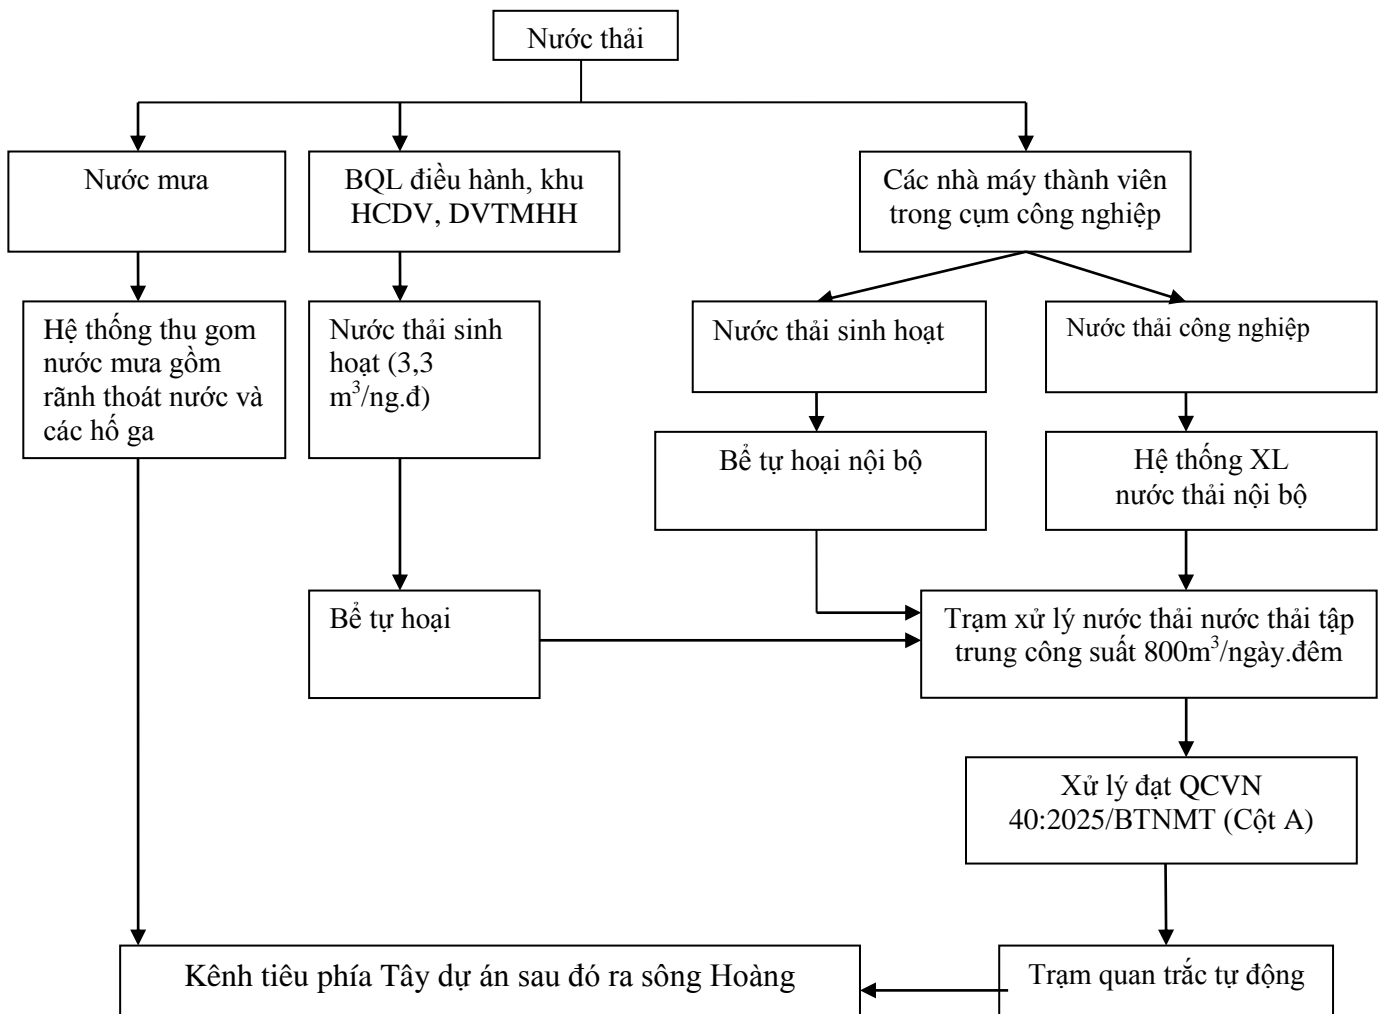 Nước thải
Nước mưa
BQL điều hành, khu
HCDV, DVTMHH
Các nhà máy thành viên
trong cụm công nghiệp
Hệ thống thu gom
nước mưa gồm
rãnh thoát nước và
các hố ga
Nước thải sinh
hoạt (3,3
m³/ng.đ)
Nước thải sinh hoạt
Nước thải công nghiệp
Bể tự hoại nội bộ
Hệ thống XL
nước thải nội bộ
Bể tự hoại
Trạm xử lý nước thải nước thải tập
trung công suất 800m³/ngày.đêm
Xử lý đạt QCVN
40:2025/BTNMT (Cột A)
Kênh tiêu phía Tây dự án sau đó ra sông Hoàng
Trạm quan trắc tự động